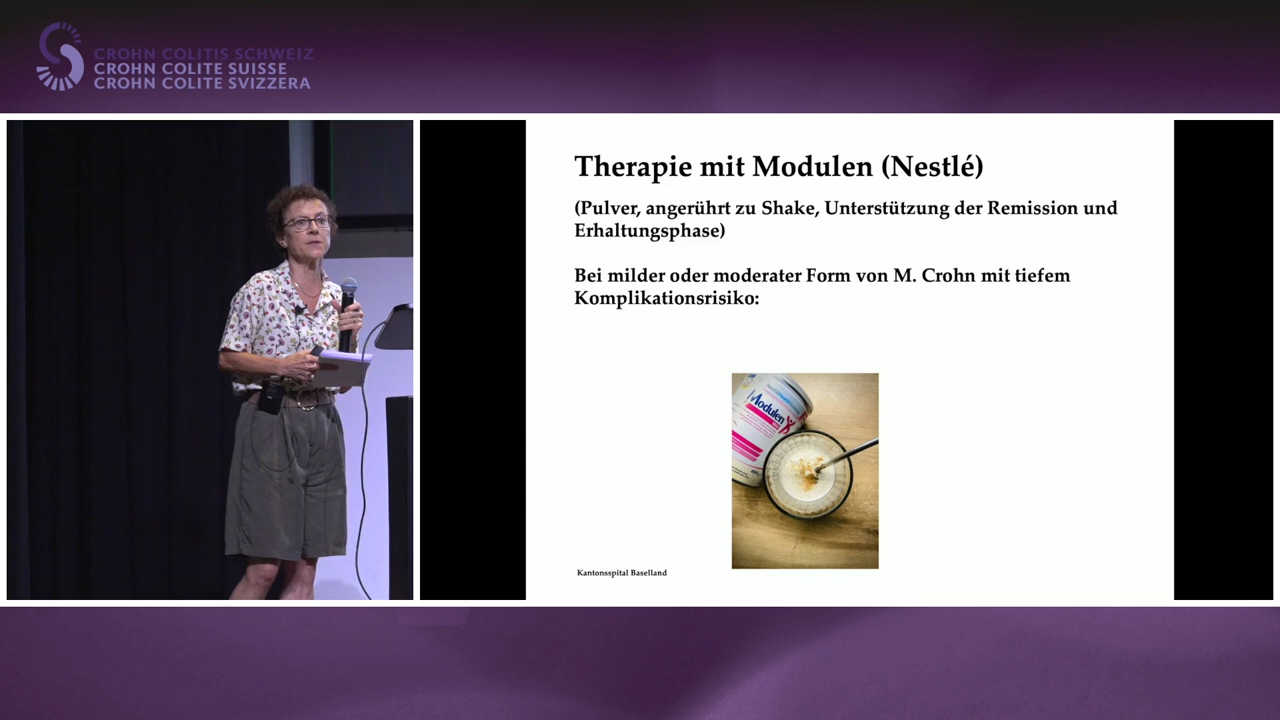 CROHN COLITIS SCHWEIZ
CROHN COLITE SUISSE
CROHN COLITE SVIZZERA
Therapie mit Modulen (Nestlé)
(Pulver, angerührt zu Shake, Unterstützung der Remission und
Erhaltungsphase)
Bei milder oder moderater Form von M. Crohn mit tiefem
Komplikationsrisiko:
Modulen
Kantonsspital Baselland